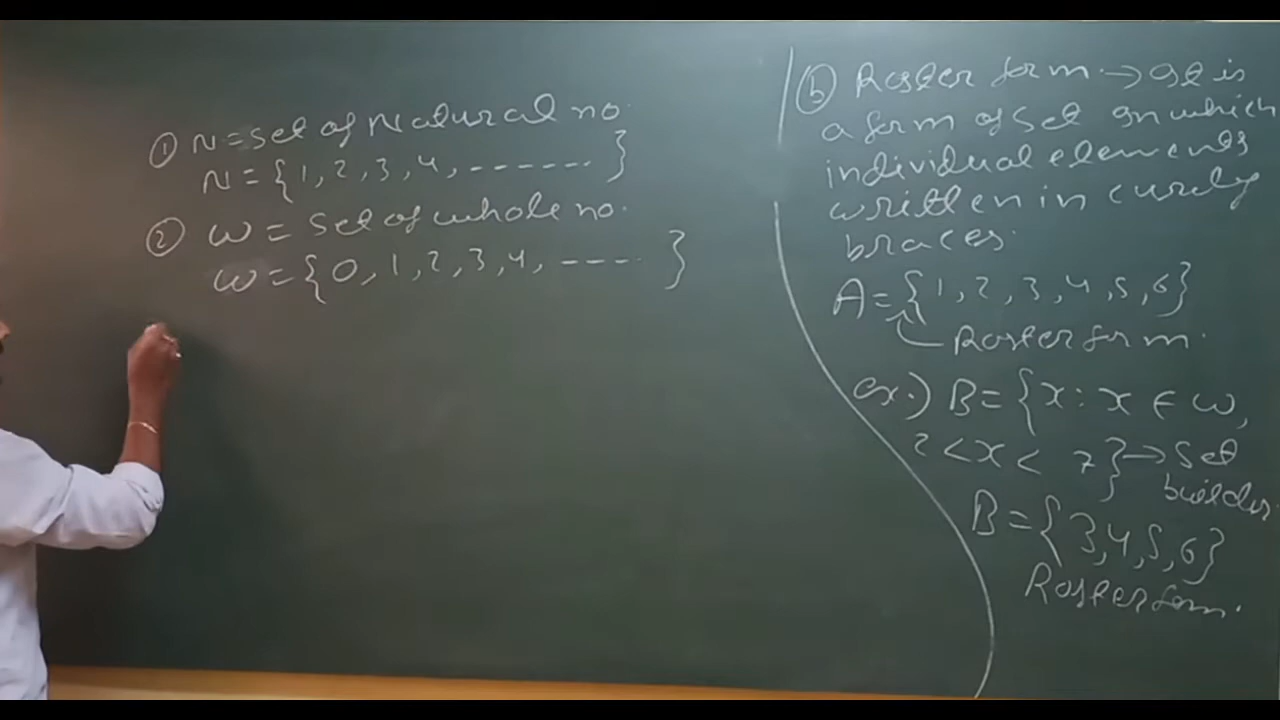 ① N = set of Natural no.
N = {1, 2, 3, 4, ------- }
② W = set of whole no.
W = {0, 1, 2, 3, 4, ---- }
ⓑ Roster form. → It is
a form of set In which
individual elements
written in curly
braces.
A = {1, 2, 3, 4, 5, 6}
Roster form.
ex.) B = {x : x ∈ W,
2 < x < 7} → set
builder
B = {3, 4, 5, 6}
Roster form.